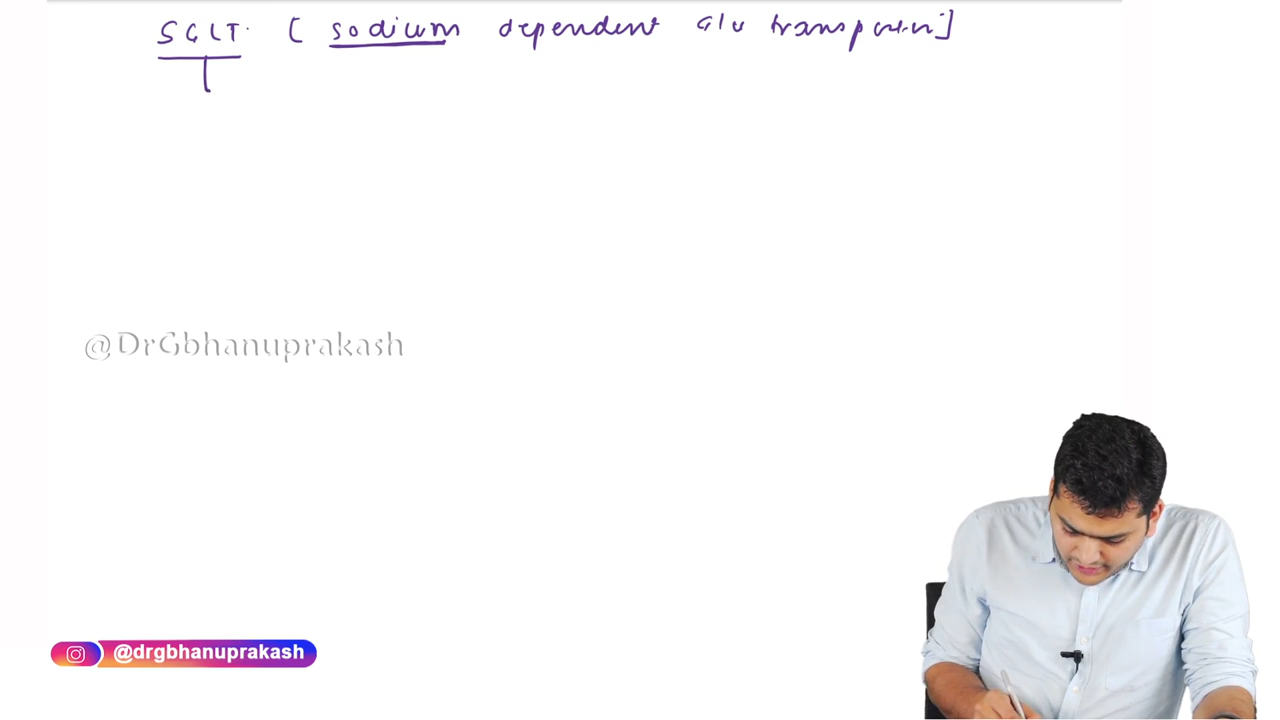 SGLT. [ sodium dependent Glu transporter ]
@DrGbhanuprakash
@drgbhanuprakash